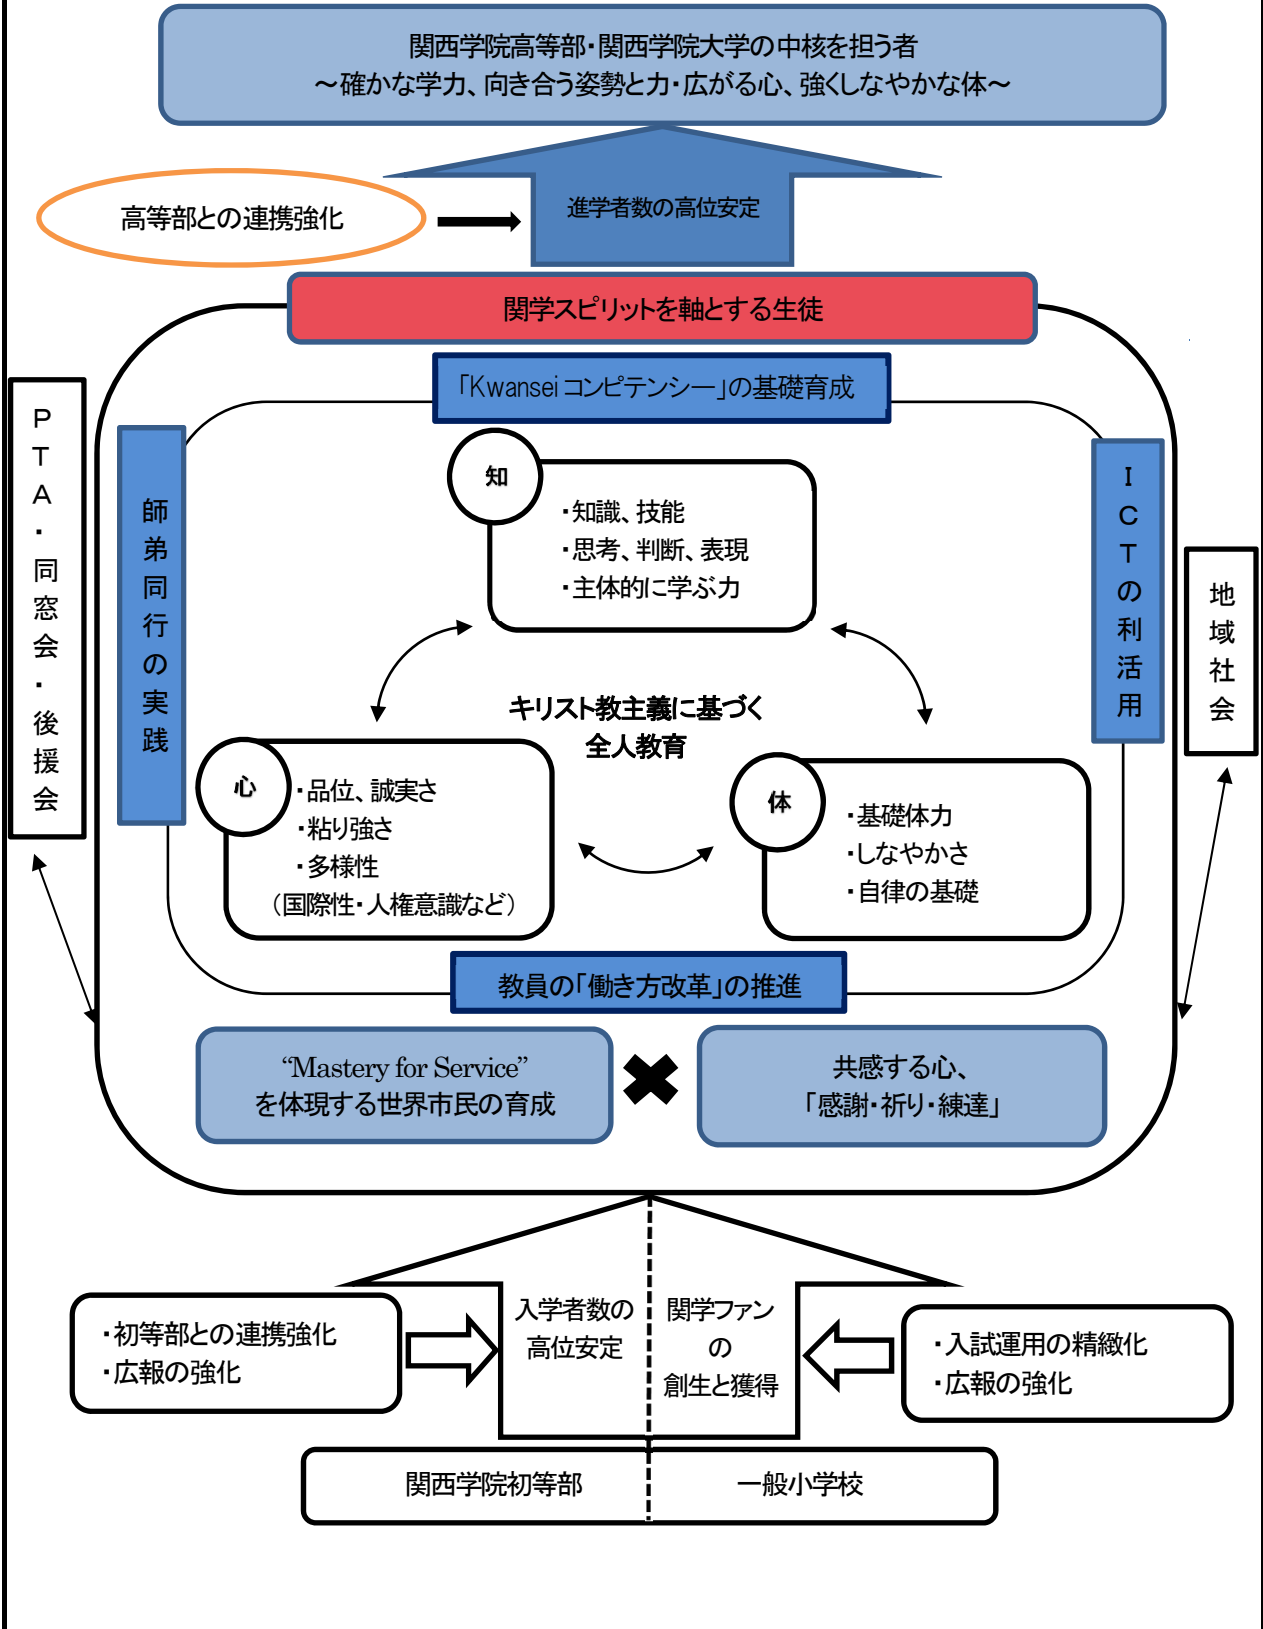 関西学院高等部・関西学院大学の中核を担う者
～確かな学力、向き合う姿勢と力・広がる心、強くしなやかな体～
高等部との連携強化
進学者数の高位安定
関学スピリットを軸とする生徒
「Kwansei コンピテンシー」の基礎育成
PTA・同窓会・後援会
師弟同行の実践
ICTの利活用
地域社会
知
・知識、技能
・思考、判断、表現
・主体的に学ぶ力
キリスト教主義に基づく
全人教育
心
・品位、誠実さ
・粘り強さ
・多様性
（国際性・人権意識など）
体
・基礎体力
・しなやかさ
・自律の基礎
教員の「働き方改革」の推進
“Mastery for Service”
を体現する世界市民の育成
共感する心、
「感謝・祈り・練達」
・初等部との連携強化
・広報の強化
入学者数の
高位安定
関学ファン
の
創生と獲得
・入試運用の精緻化
・広報の強化
関西学院初等部
一般小学校